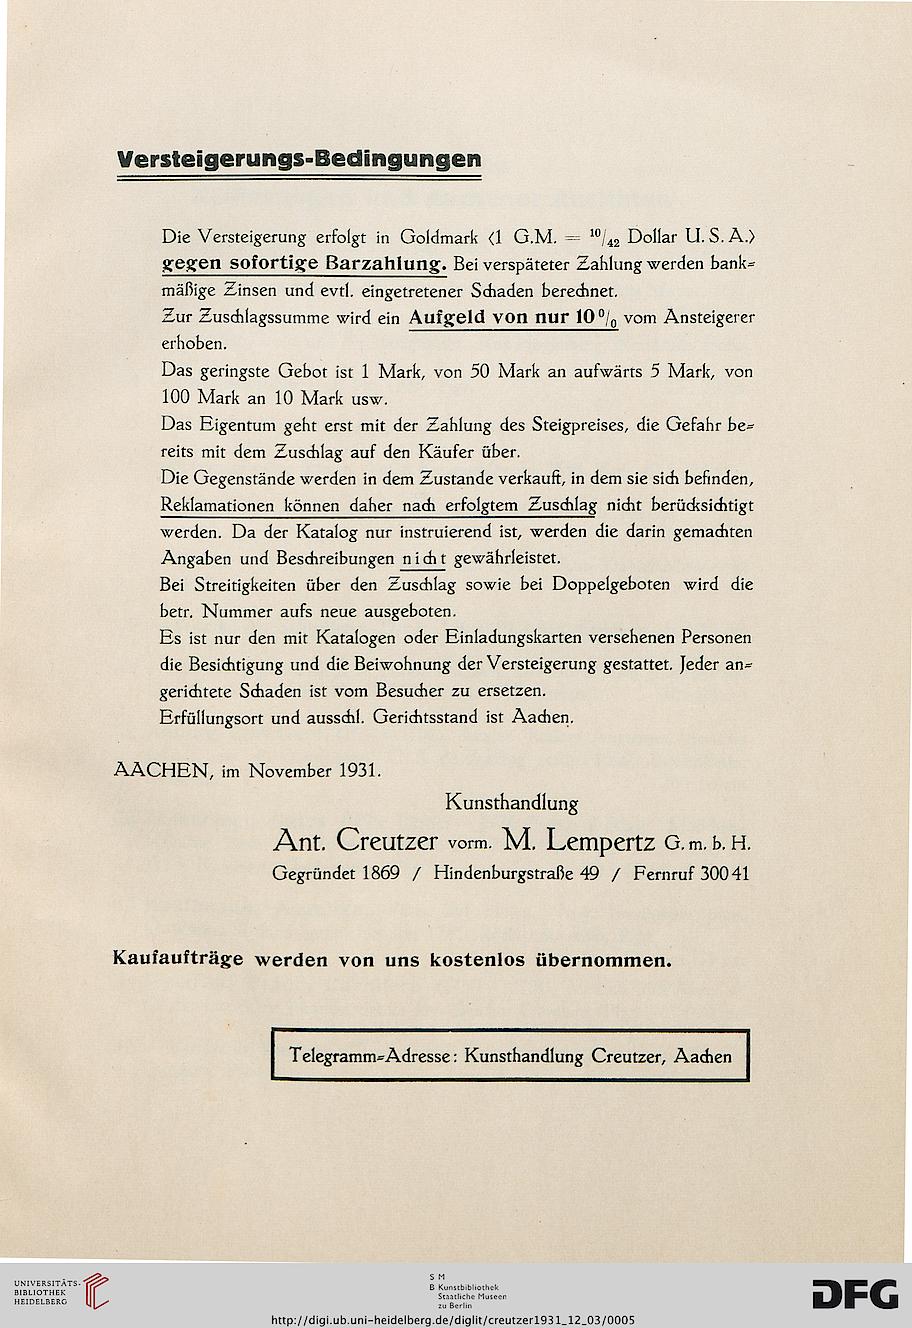 Versteigerungs-Bedingungen
Die Versteigerung erfolgt in Goldmark (1 G.M. = 10/42 Dollar U.S.A.)
gegen sofortige Barzahlung. Bei verspäteter Zahlung werden bank-
mäßige Zinsen und evtl. eingetretener Schaden berechnet.
Zur Zuschlagssumme wird ein Aufgeld von nur 10 % vom Ansteigerer
erhoben.
Das geringste Gebot ist 1 Mark, von 50 Mark an aufwärts 5 Mark, von
100 Mark an 10 Mark usw.
Das Eigentum geht erst mit der Zahlung des Steigpreises, die Gefahr be-
reits mit dem Zuschlag auf den Käufer über.
Die Gegenstände werden in dem Zustande verkauft, in dem sie sich befinden,
Reklamationen können daher nach erfolgtem Zuschlag nicht berücksichtigt
werden. Da der Katalog nur instruierend ist, werden die darin gemachten
Angaben und Beschreibungen nicht gewährleistet.
Bei Streitigkeiten über den Zuschlag sowie bei Doppelgeboten wird die
betr. Nummer aufs neue ausgeboten.
Es ist nur den mit Katalogen oder Einladungskarten versehenen Personen
die Besichtigung und die Beiwohnung der Versteigerung gestattet. Jeder an-
gerichtete Schaden ist vom Besucher zu ersetzen.
Erfüllungsort und ausschl. Gerichtsstand ist Aachen.
AACHEN, im November 1931.
Kunsthandlung
Ant. Creutzer vorm. M. Lempertz G.m.b.H.
Gegründet 1869 / Hindenburgstraße 49 / Fernruf 30041
Kaufaufträge werden von uns kostenlos übernommen.
Telegramm-Adresse: Kunsthandlung Creutzer, Aachen
UNIVERSITÄTS-
BIBLIOTHEK
HEIDELBERG
S M
B Kunstbibliothek
Staatliche Museen
zu Berlin
DFG
http://digi.ub.uni-heidelberg.de/diglit/creutzer1931_12_03/0005